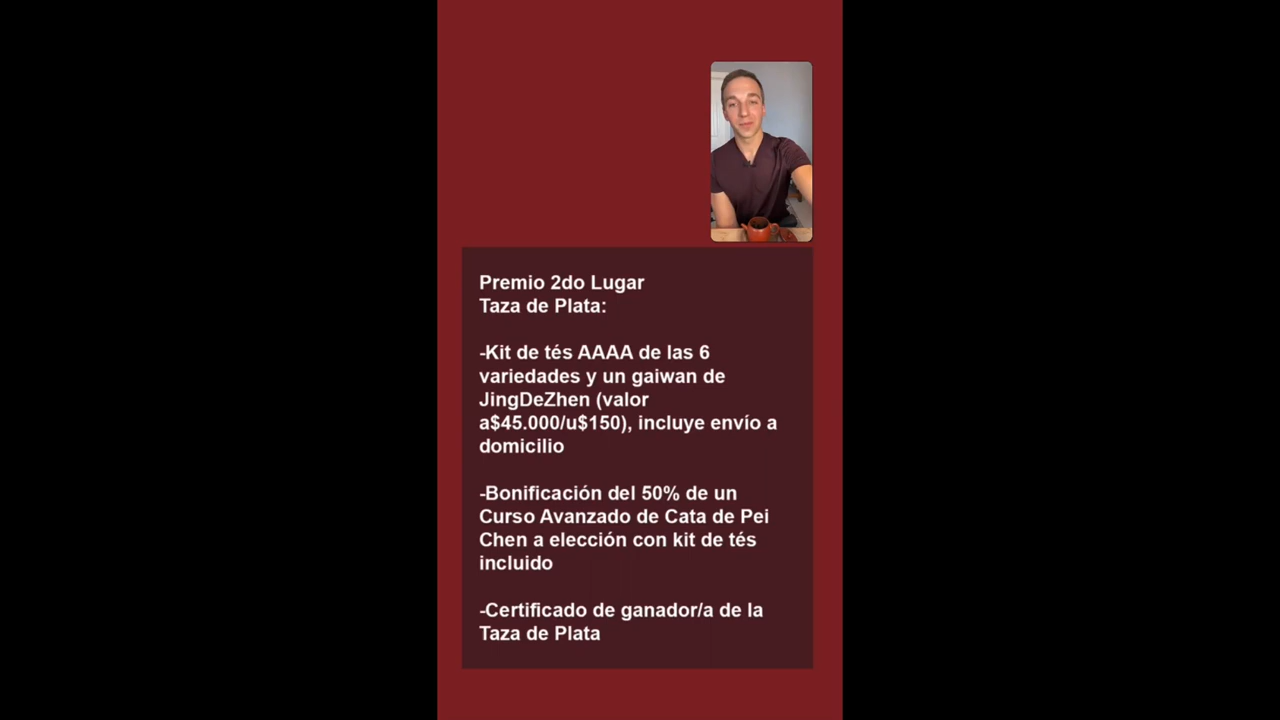 Premio 2do Lugar
Taza de Plata:
-Kit de tés AAAA de las 6
variedades y un gaiwan de
JingDeZhen (valor
a$45.000/u$150), incluye envío a
domicilio
-Bonificación del 50% de un
Curso Avanzado de Cata de Pei
Chen a elección con kit de tés
incluido
-Certificado de ganador/a de la
Taza de Plata